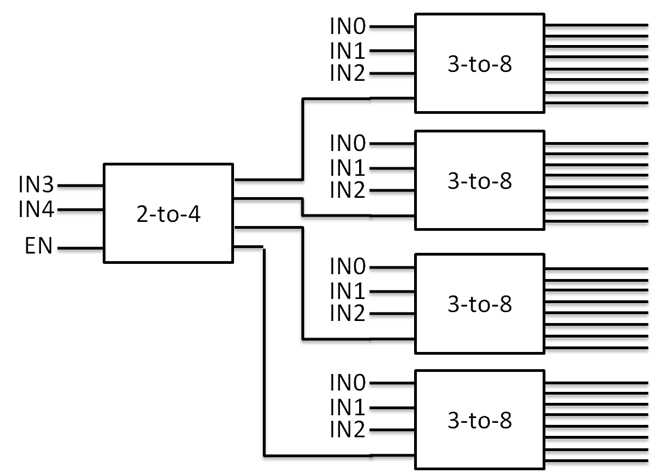 IN0
IN1
IN2
3-to-8
IN0
IN1
IN2
3-to-8
IN3
IN4
EN
2-to-4
IN0
IN1
IN2
3-to-8
IN0
IN1
IN2
3-to-8